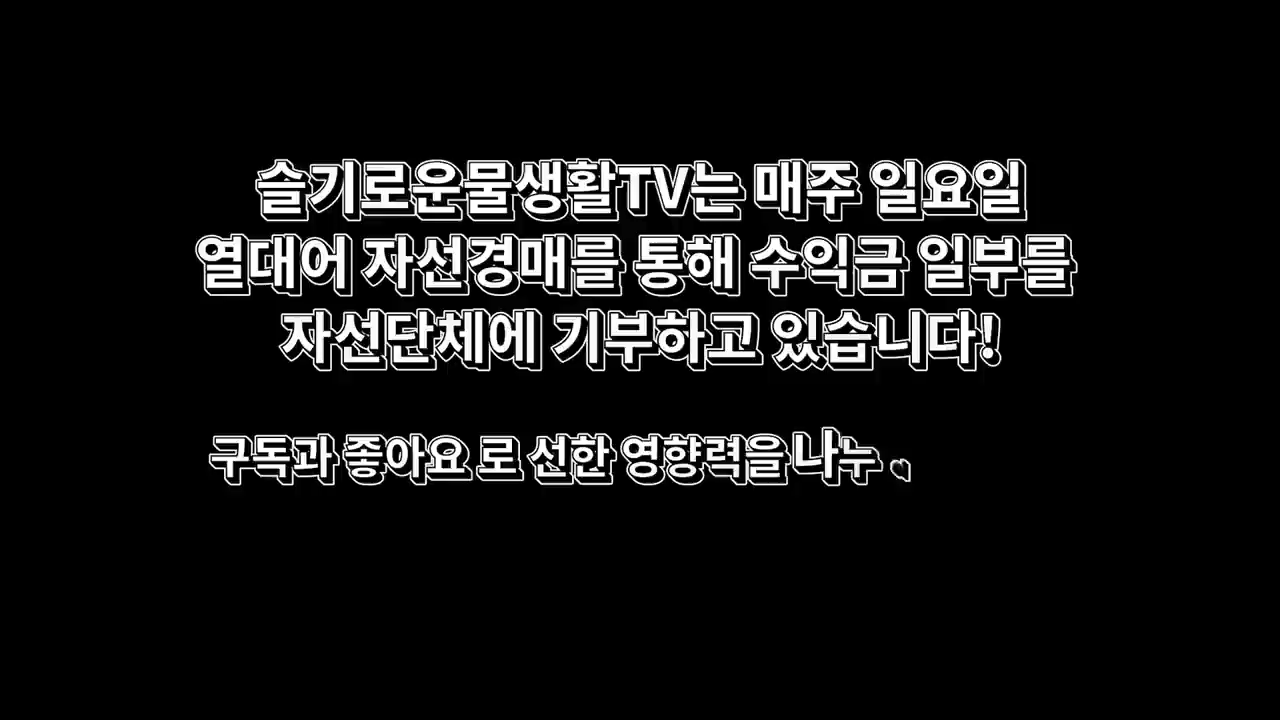 슬기로운물생활TV는 매주 일요일
열대어 자선경매를 통해 수익금 일부를
자선단체에 기부하고 있습니다!
구독과 좋아요 로 선한 영향력을 나누